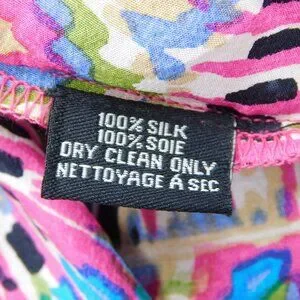 100% SILK
100% SOIE
DRY CLEAN ONLY
NETTOYAGE À SEC